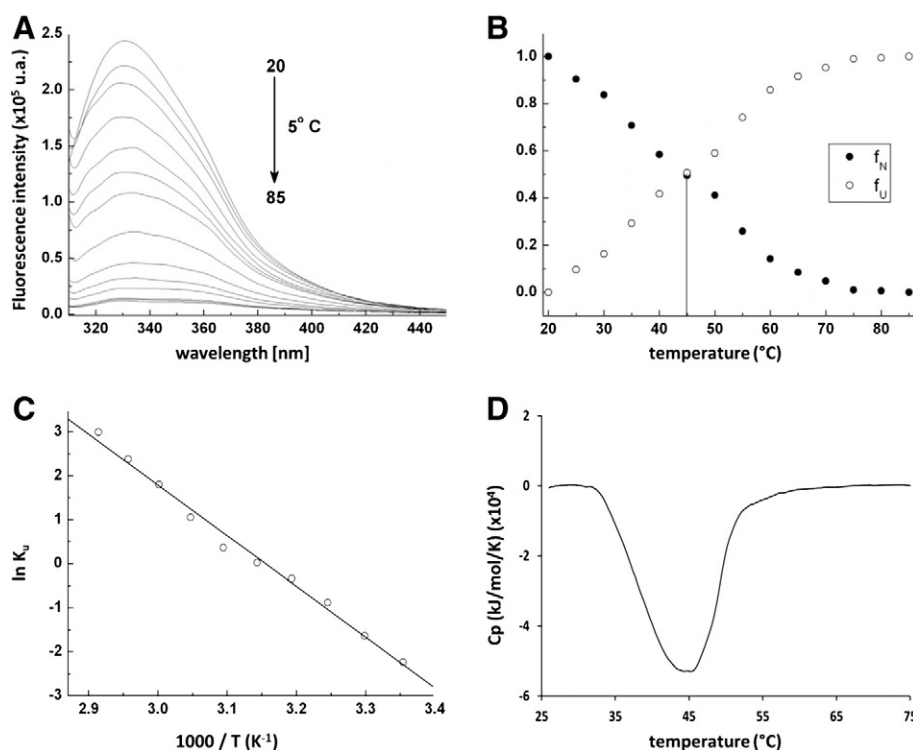 A
Fluorescence intensity (x10⁵ u.a.)
2.5
2.0
1.5
1.0
0.5
0.0
20
5° C
85
320 340 360 380 400 420 440
wavelength [nm]
B
1.0
0.8
0.6
0.4
0.2
0.0
f_N
f_U
20 30 40 50 60 70 80
temperature (°C)
C
ln K_u
3
2
1
0
-1
-2
-3
2.9 3.0 3.1 3.2 3.3 3.4
1000 / T (K⁻¹)
D
Cp (kJ/mol/K) (x10⁴)
2
0
-2
-4
-6
25 35 45 55 65 75
temperature (°C)